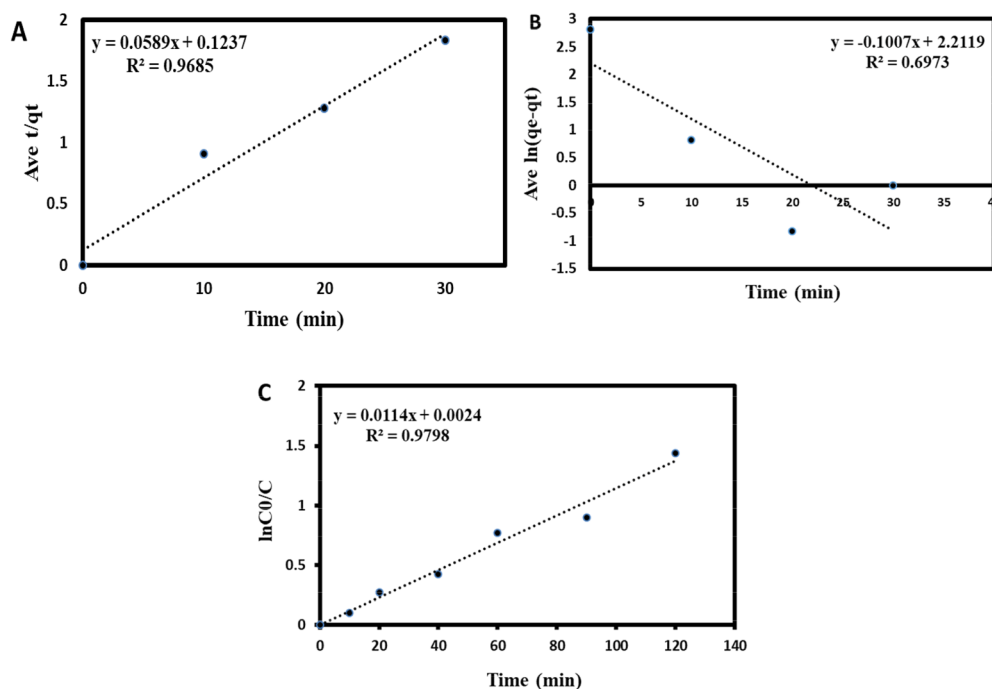 A
y = 0.0589x + 0.1237
R² = 0.9685
2
1.5
1
0.5
0
0 10 20 30
Ave t/qt
Time (min)
y = -0.1007x + 2.2119
R² = 0.6973
B
3
2.5
2
1.5
1
0.5
0
-0.5
-1
-1.5
5 10 15 20 30 35
Ave ln(qe-qt)
Time (min)
C
y = 0.0114x + 0.0024
R² = 0.9798
2
1.5
1
0.5
0
0 20 40 60 80 100 120 140
lnC0/C
Time (min)